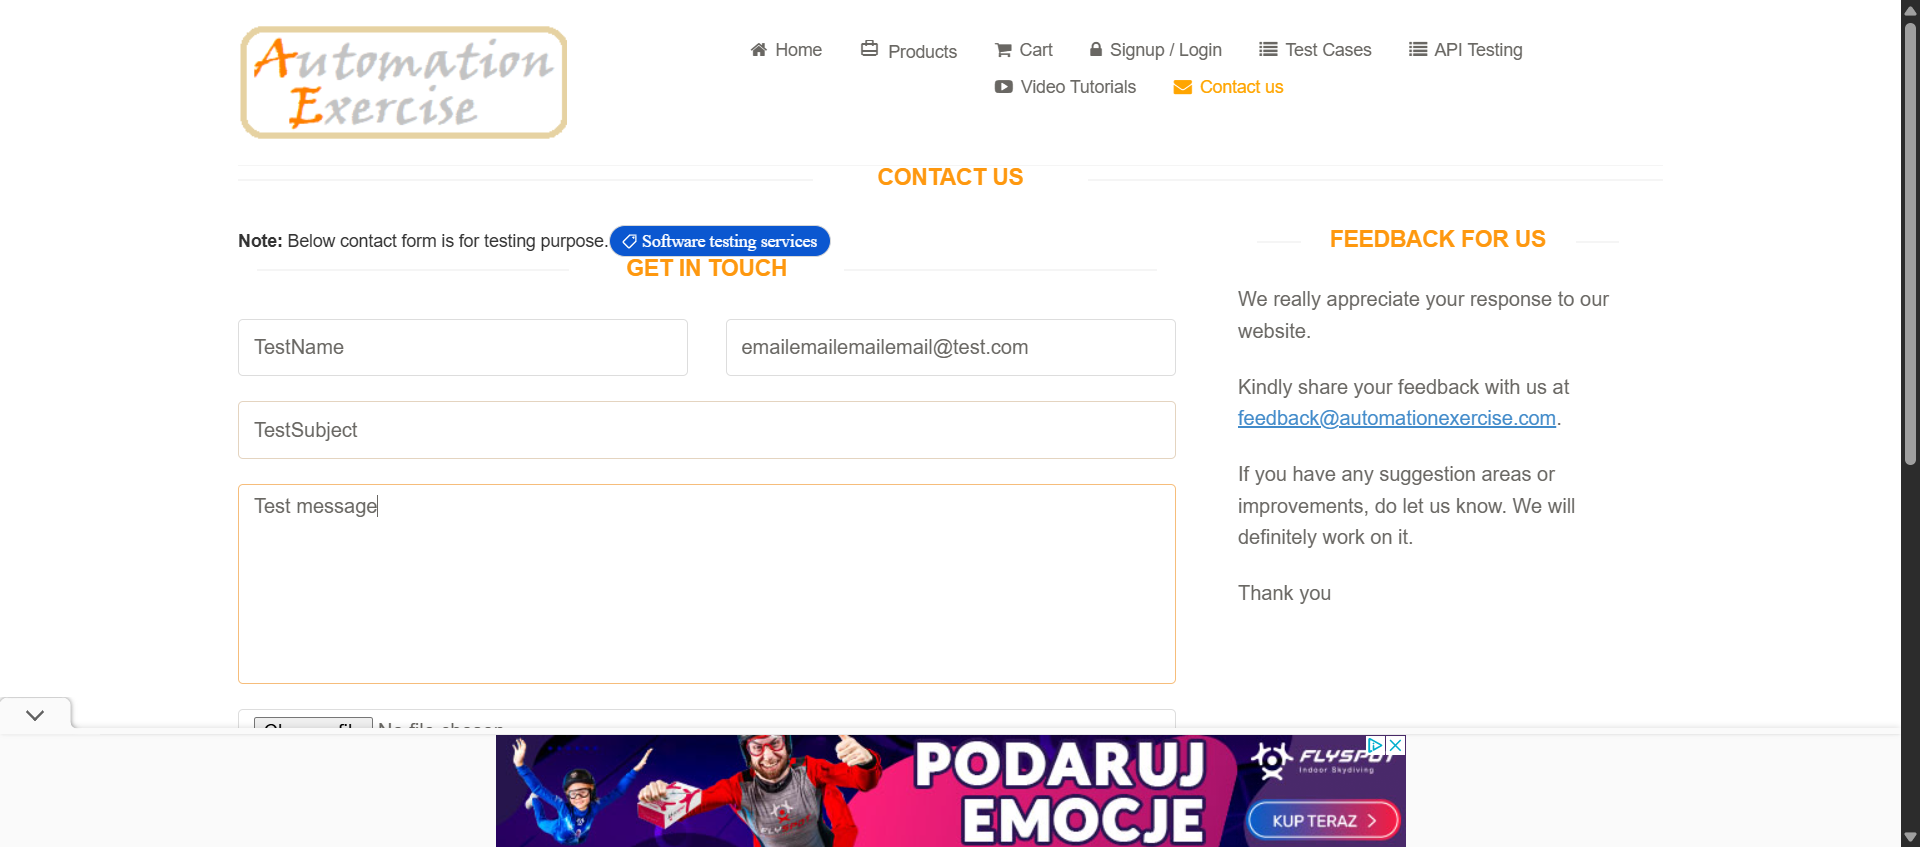 Automation
Exercise
Home
Products
Cart
Signup / Login
Test Cases
API Testing
Video Tutorials
Contact us
CONTACT US
Note: Below contact form is for testing purpose.
Software testing services
GET IN TOUCH
TestName
emailemailemailemail@test.com
TestSubject
Test message
FEEDBACK FOR US
We really appreciate your response to our
website.
Kindly share your feedback with us at
feedback@automationexercise.com.
If you have any suggestion areas or
improvements, do let us know. We will
definitely work on it.
Thank you
PODARUJ
EMOCJE
FLYSPOT
FLYSPOT
Indoor Skydiving
KUP TERAZ